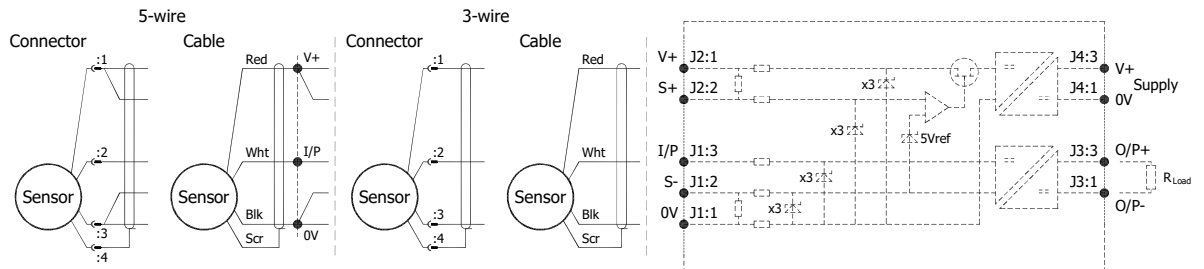 5-wire
Connector
Cable
:1
:2
:3
:4
Sensor
Red
Wht
Blk
Scr
Sensor
V+
I/P
0V
3-wire
Connector
Cable
:1
:2
:3
:4
Sensor
Red
Wht
Blk
Scr
Sensor
V+ J2:1
S+ J2:2
I/P J1:3
S- J1:2
0V J1:1
x3
x3
x3
x3
5Vref
J4:3 V+
Supply
J4:1 0V
J3:3 O/P+
J3:1
O/P-
RLoad